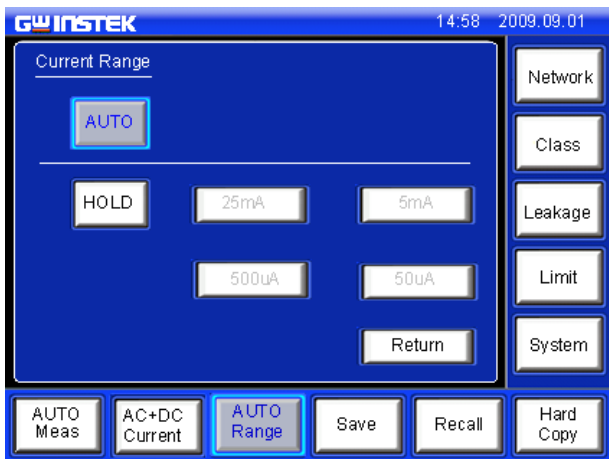 GWINSTEK 14:58 2009.09.01
Current Range
AUTO
HOLD 25mA 5mA
500uA 50uA
Return
Network
Class
Leakage
Limit
System
AUTO
Meas
AC+DC
Current
AUTO
Range
Save
Recall
Hard
Copy